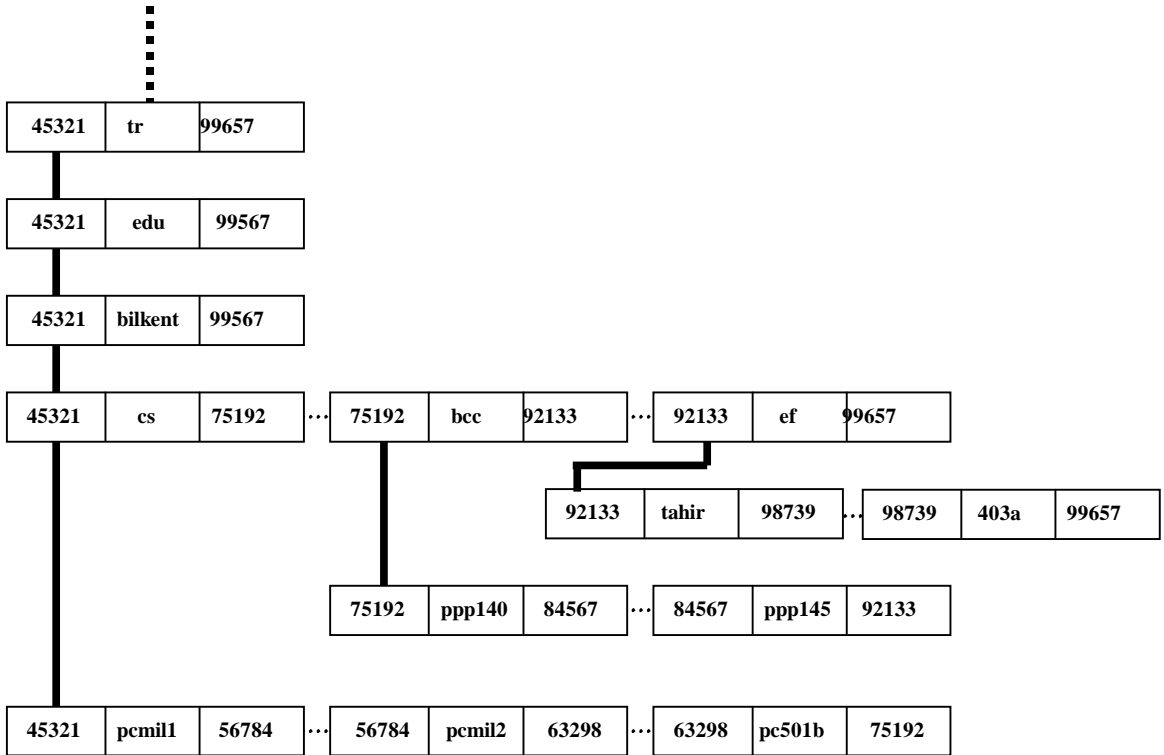 45321 tr 99657
45321 edu 99567
45321 bilkent 99567
45321 cs 75192 ... 75192 bcc 92133 ... 92133 ef 99657
92133 tahir 98739 ... 98739 403a 99657
75192 ppp140 84567 ... 84567 ppp145 92133
45321 pcmil1 56784 ... 56784 pcmil2 63298 ... 63298 pc501b 75192